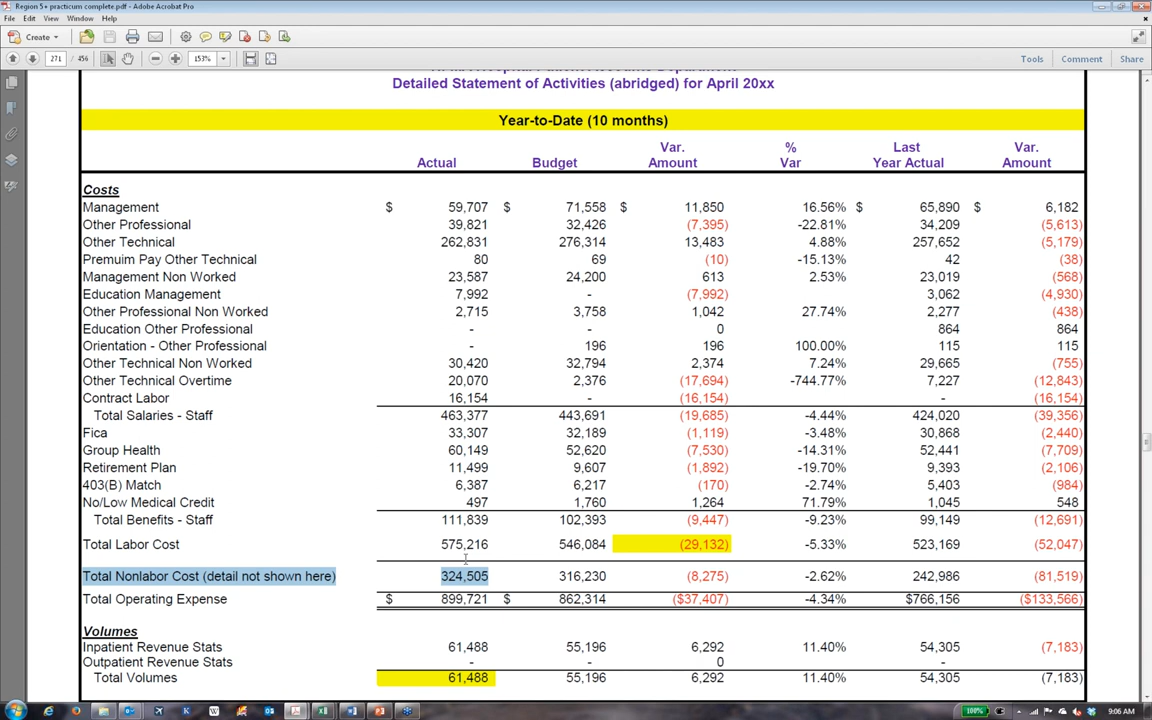 Region 5+ practicum complete.pdf - Adobe Acrobat Pro
File Edit View Window Help
Create
271 / 456 153% Tools Comment Share
Detailed Statement of Activities (abridged) for April 20xx
Year-to-Date (10 months)
Var. % Last Var.
Actual Budget Amount Var Year Actual Amount
Costs
Management $ 59,707 $ 71,558 $ 11,850 16.56% $ 65,890 $ 6,182
Other Professional 39,821 32,426 (7,395) -22.81% 34,209 (5,613)
Other Technical 262,831 276,314 13,483 4.88% 257,652 (5,179)
Premuim Pay Other Technical 80 69 (10) -15.13% 42 (38)
Management Non Worked 23,587 24,200 613 2.53% 23,019 (568)
Education Management 7,992 - (7,992) 3,062 (4,930)
Other Professional Non Worked 2,715 3,758 1,042 27.74% 2,277 (438)
Education Other Professional - - 0 864 864
Orientation - Other Professional - 196 196 100.00% 115 115
Other Technical Non Worked 30,420 32,794 2,374 7.24% 29,665 (755)
Other Technical Overtime 20,070 2,376 (17,694) -744.77% 7,227 (12,843)
Contract Labor 16,154 - (16,154) - (16,154)
Total Salaries - Staff 463,377 443,691 (19,685) -4.44% 424,020 (39,356)
Fica 33,307 32,189 (1,119) -3.48% 30,868 (2,440)
Group Health 60,149 52,620 (7,530) -14.31% 52,441 (7,709)
Retirement Plan 11,499 9,607 (1,892) -19.70% 9,393 (2,106)
403(B) Match 6,387 6,217 (170) -2.74% 5,403 (984)
No/Low Medical Credit 497 1,760 1,264 71.79% 1,045 548
Total Benefits - Staff 111,839 102,393 (9,447) -9.23% 99,149 (12,691)
Total Labor Cost 575,216 546,084 (29,132) -5.33% 523,169 (52,047)
Total Nonlabor Cost (detail not shown here) 324,505 316,230 (8,275) -2.62% 242,986 (81,519)
Total Operating Expense $ 899,721 $ 862,314 ($37,407) -4.34% $766,156 ($133,566)
Volumes
Inpatient Revenue Stats 61,488 55,196 6,292 11.40% 54,305 (7,183)
Outpatient Revenue Stats - - 0 -
Total Volumes 61,488 55,196 6,292 11.40% 54,305 (7,183)
100% 9:06 AM